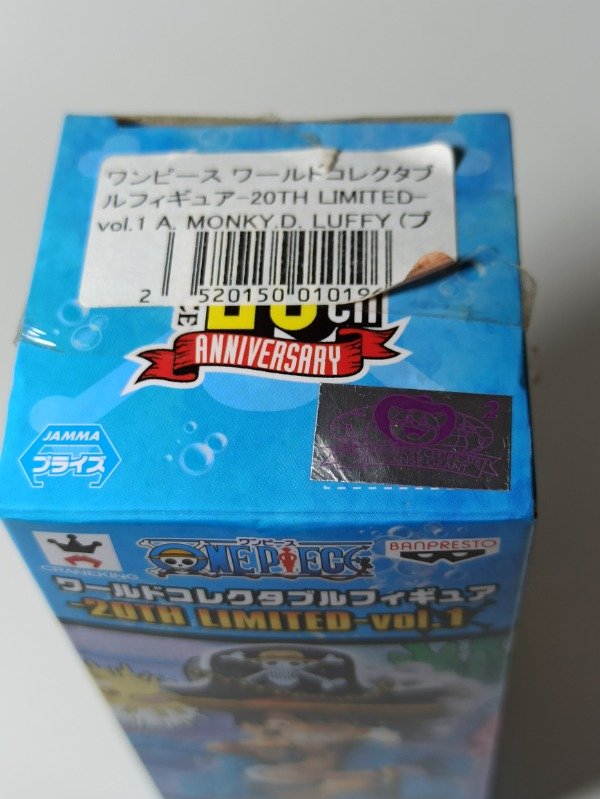 ワンピース ワールドコレクタブ
ルフィギュア-20TH LIMITED-
vol.1 A. MONKY.D. LUFFY (プ
2 520150 01019
ANNIVERSARY
JAMMA
プライズ
2
CRANEKING
ワンピース
ONE PIECE
BANPRESTO
ワールドコレクタブルフィギュア
-20TH LIMITED-vol.1